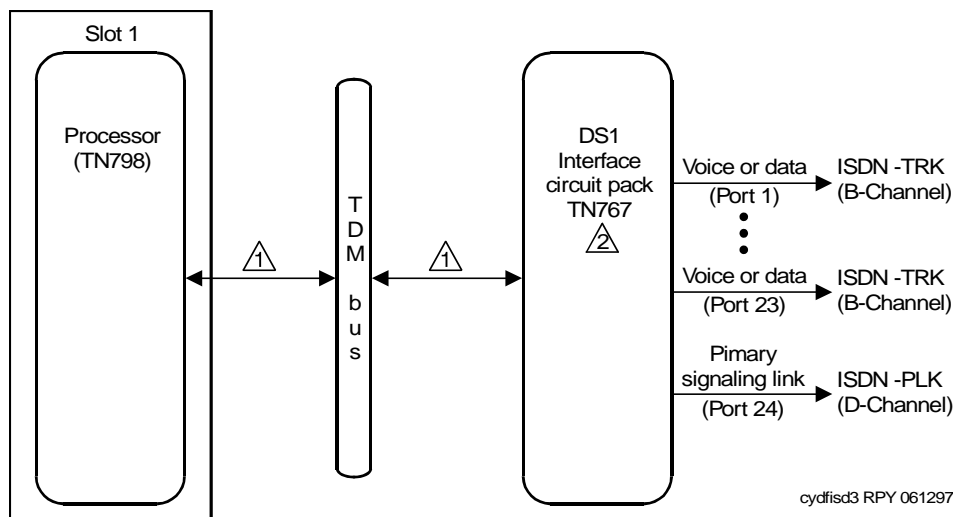 Slot 1
Processor
(TN798)
1
TDM bus
1
DS1
Interface
circuit pack
TN767
2
Voice or data
(Port 1)
ISDN -TRK
(B-Channel)
Voice or data
(Port 23)
ISDN -TRK
(B-Channel)
Pimary
signaling link
(Port 24)
ISDN -PLK
(D-Channel)
cydfisd3 RPY 061297